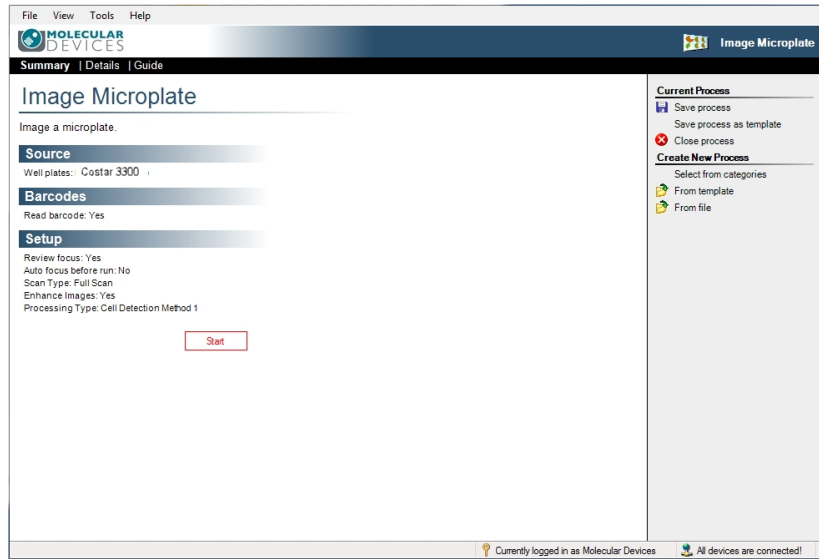 File View Tools Help
MOLECULAR
DEVICES
Image Microplate
Summary | Details | Guide
Image Microplate
Image a microplate.
Source
Well plates: Costar 3300
Barcodes
Read barcode: Yes
Setup
Review focus: Yes
Auto focus before run: No
Scan Type: Full Scan
Enhance Images: Yes
Processing Type: Cell Detection Method 1
Start
Current Process
Save process
Save process as template
Close process
Create New Process
Select from categories
From template
From file
Currently logged in as Molecular Devices
All devices are connected!